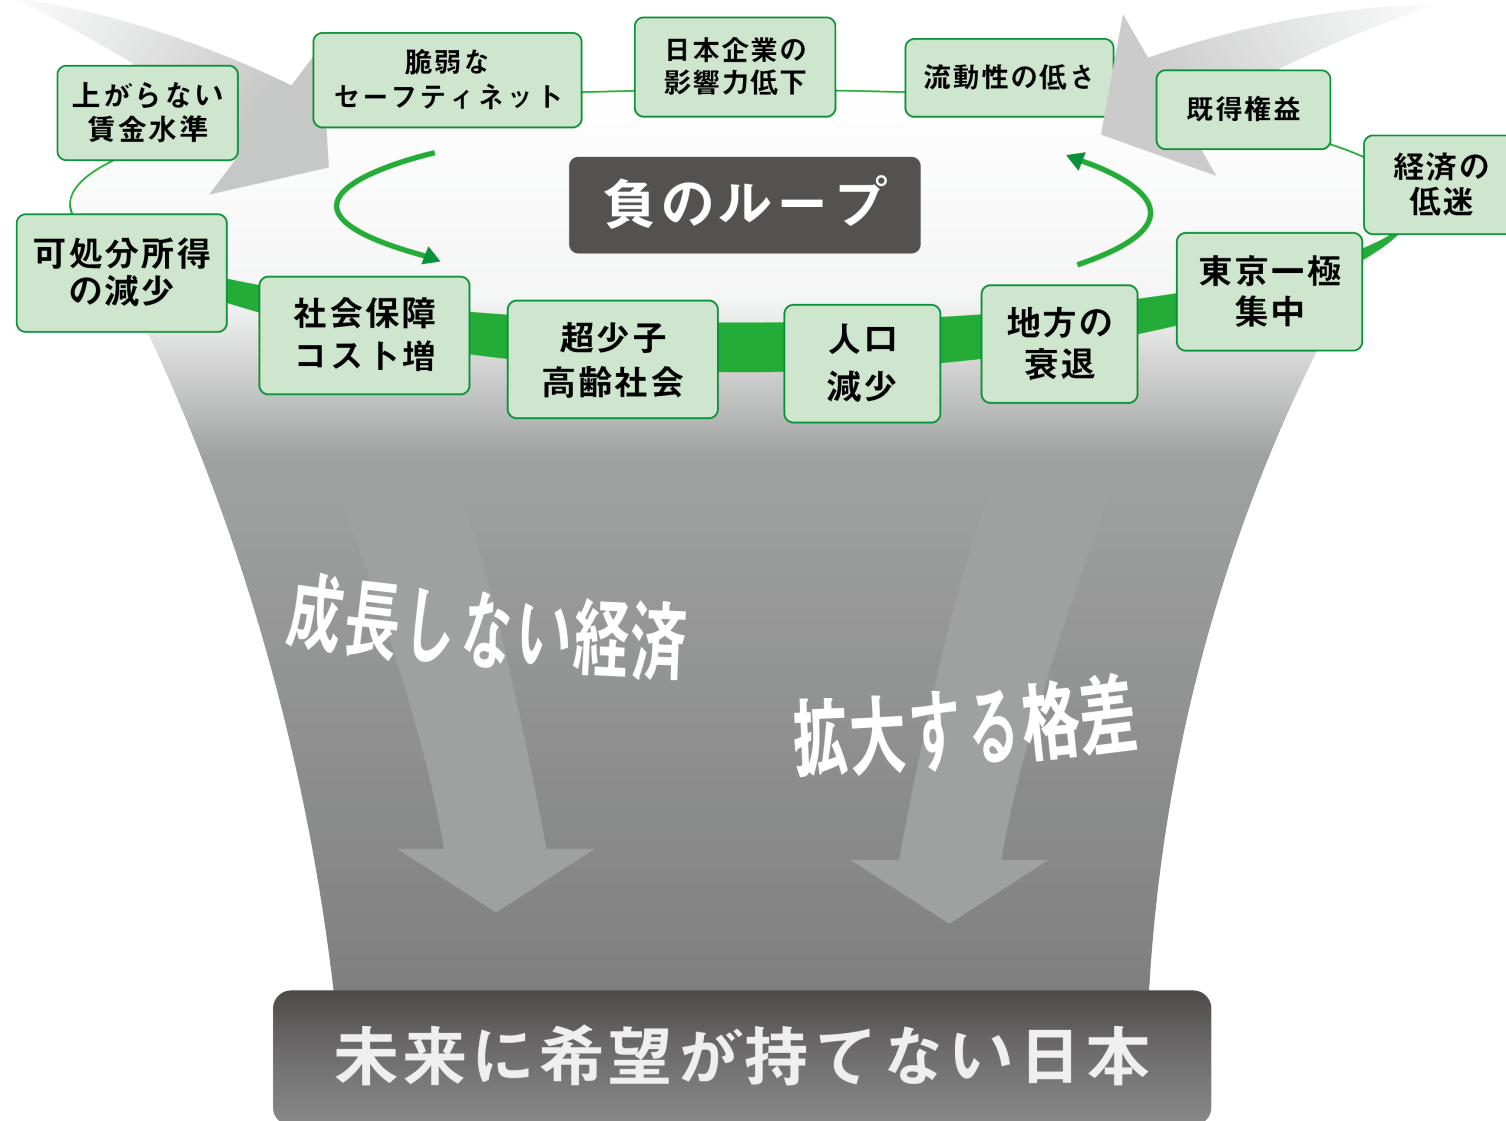 脆弱な
セーフティネット
日本企業の
影響力低下
流動性の低さ
上がらない
賃金水準
既得権益
経済の
低迷
負のループ
可処分所得
の減少
社会保障
コスト増
超少子
高齢社会
人口
減少
地方の
衰退
東京一極
集中
成長しない経済
拡大する格差
未来に希望が持てない日本